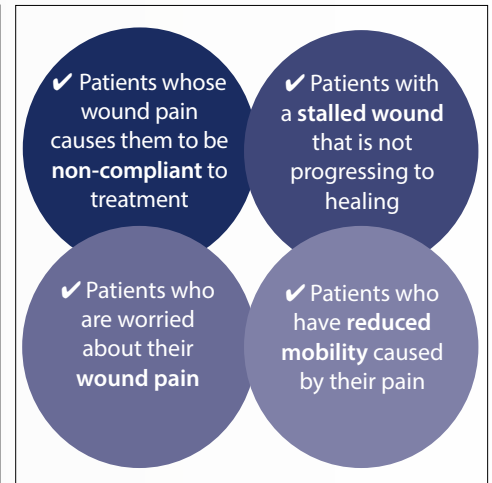 ✔ Patients whose
wound pain
causes them to be
non-compliant to
treatment
✔ Patients with
a stalled wound
that is not
progressing to
healing
✔ Patients who
are worried
about their
wound pain
✔ Patients who
have reduced
mobility caused
by their pain